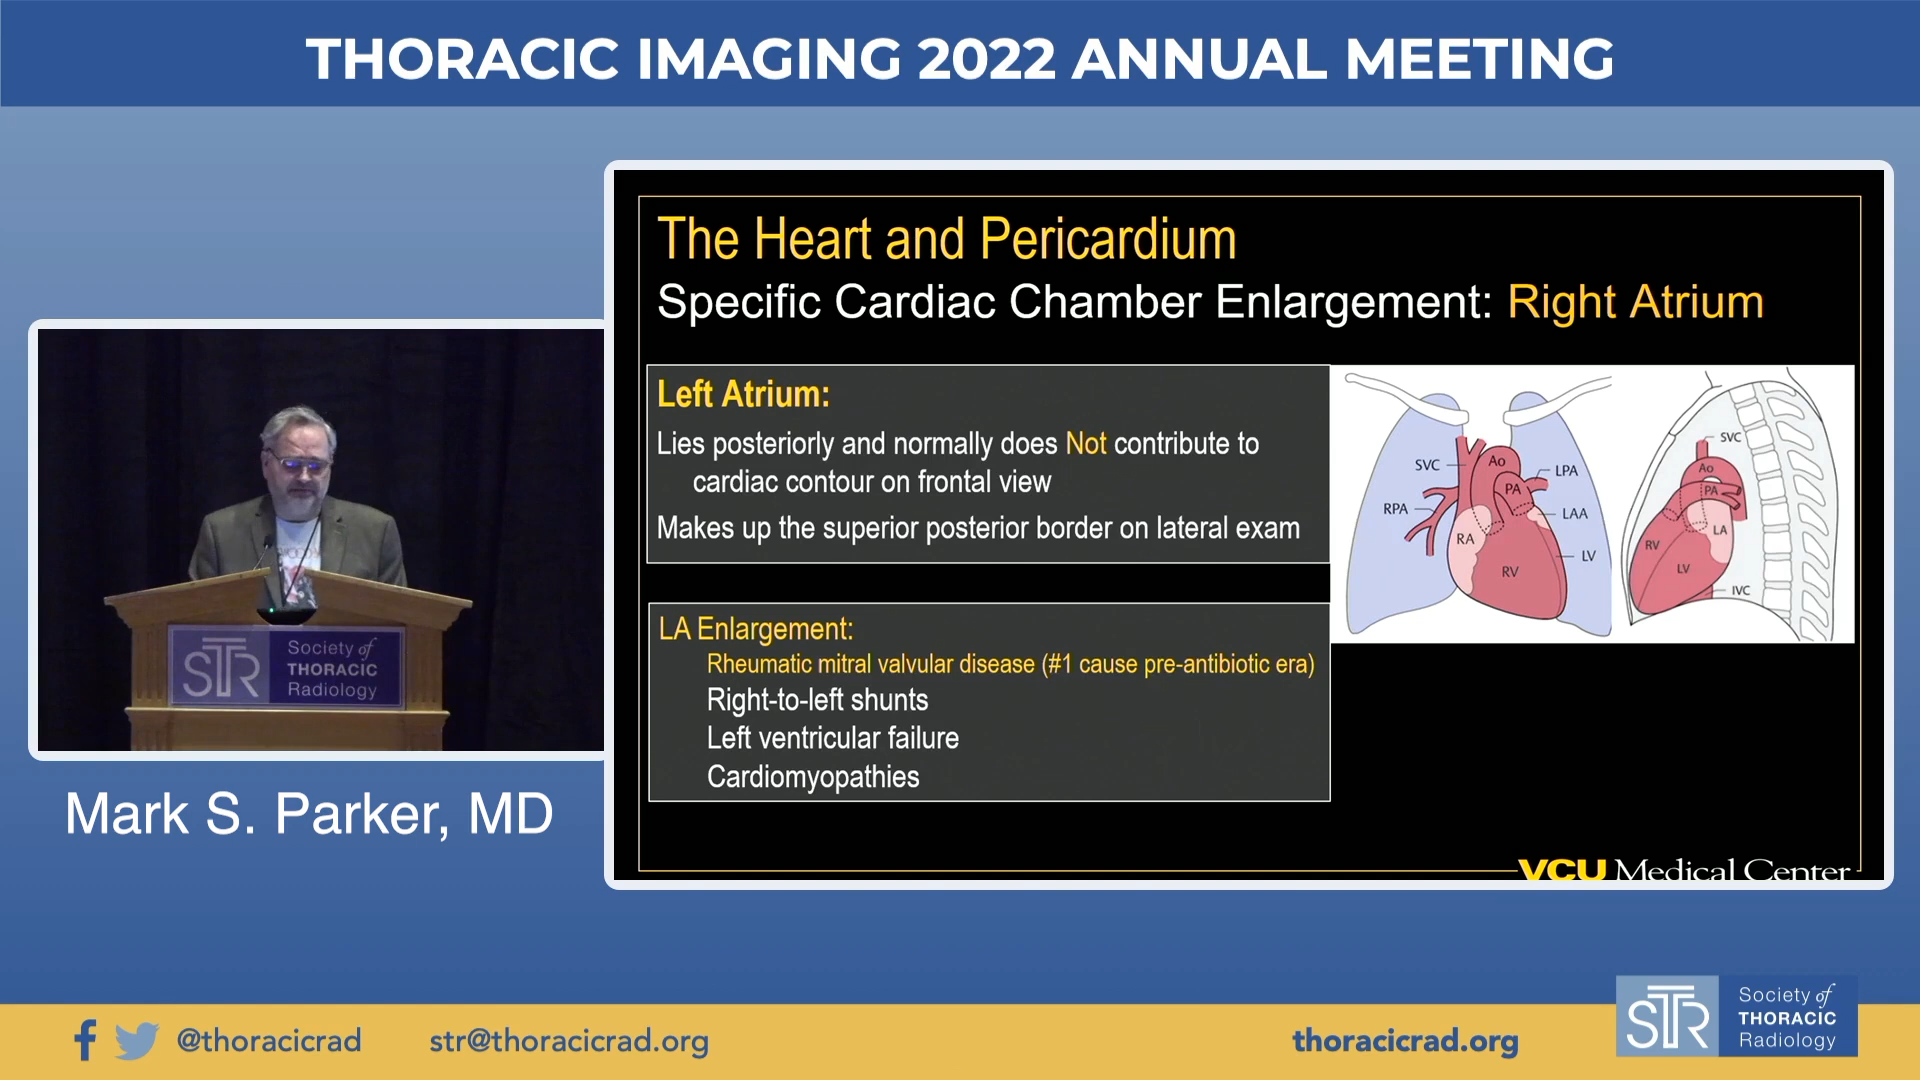 THORACIC IMAGING 2022 ANNUAL MEETING
The Heart and Pericardium
Specific Cardiac Chamber Enlargement: Right Atrium
Left Atrium:
Lies posteriorly and normally does Not contribute to
cardiac contour on frontal view
Makes up the superior posterior border on lateral exam
LA Enlargement:
Rheumatic mitral valvular disease (#1 cause pre-antibiotic era)
Right-to-left shunts
Left ventricular failure
Cardiomyopathies
SVC
Ao
LPA
PA
RPA
LAA
RA
LV
RV
SVC
Ao
PA
LA
RV
LV
IVC
VCU Medical Center
STR
Society of
THORACIC
Radiology
Mark S. Parker, MD
@thoracicrad
str@thoracicrad.org
thoracicrad.org
STR
Society of
THORACIC
Radiology